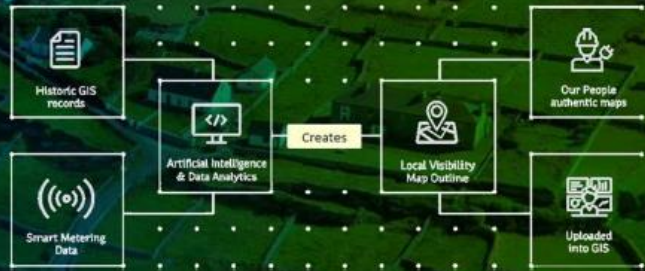 Historic GIS
records
Smart Metering
Data
</>
Artificial Intelligence
& Data Analytics
Creates
Local Visibility
Map Outline
Our People
authentic maps
Uploaded
into GIS